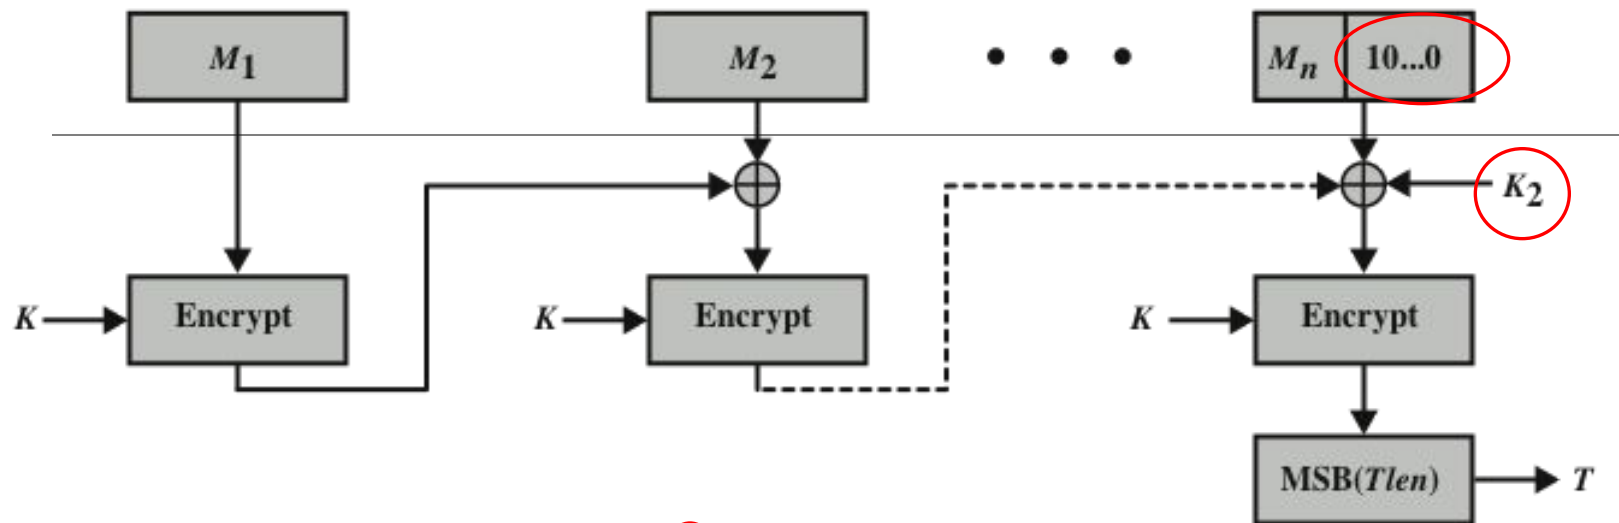 M1 M2 • • • Mn 10...0
K2
K Encrypt K Encrypt K Encrypt
MSB(Tlen) T